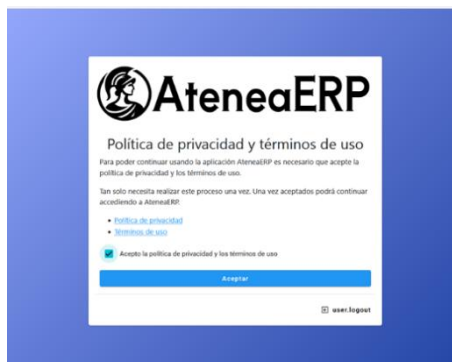 AteneaERP
Política de privacidad y términos de uso
Para poder continuar usando la aplicación AteneaERP es necesario que acepte la
política de privacidad y los términos de uso.
Tan solo necesita realizar este proceso una vez. Una vez aceptados podrá continuar
accediendo a AteneaERP.
Política de privacidad
Términos de uso
Acepto la política de privacidad y los términos de uso
Aceptar
user.logout